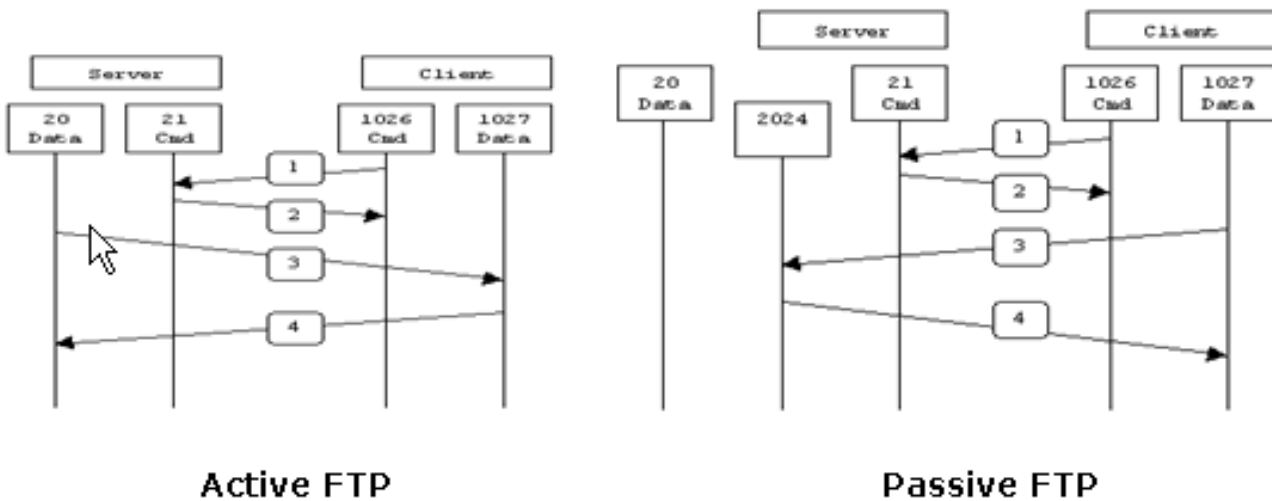 Server
Client
20
Data
21
Cmd
1026
Cmd
1027
Data
1
2
3
4
Active FTP
Server
Client
20
Data
2024
21
Cmd
1026
Cmd
1027
Data
1
2
3
4
Passive FTP